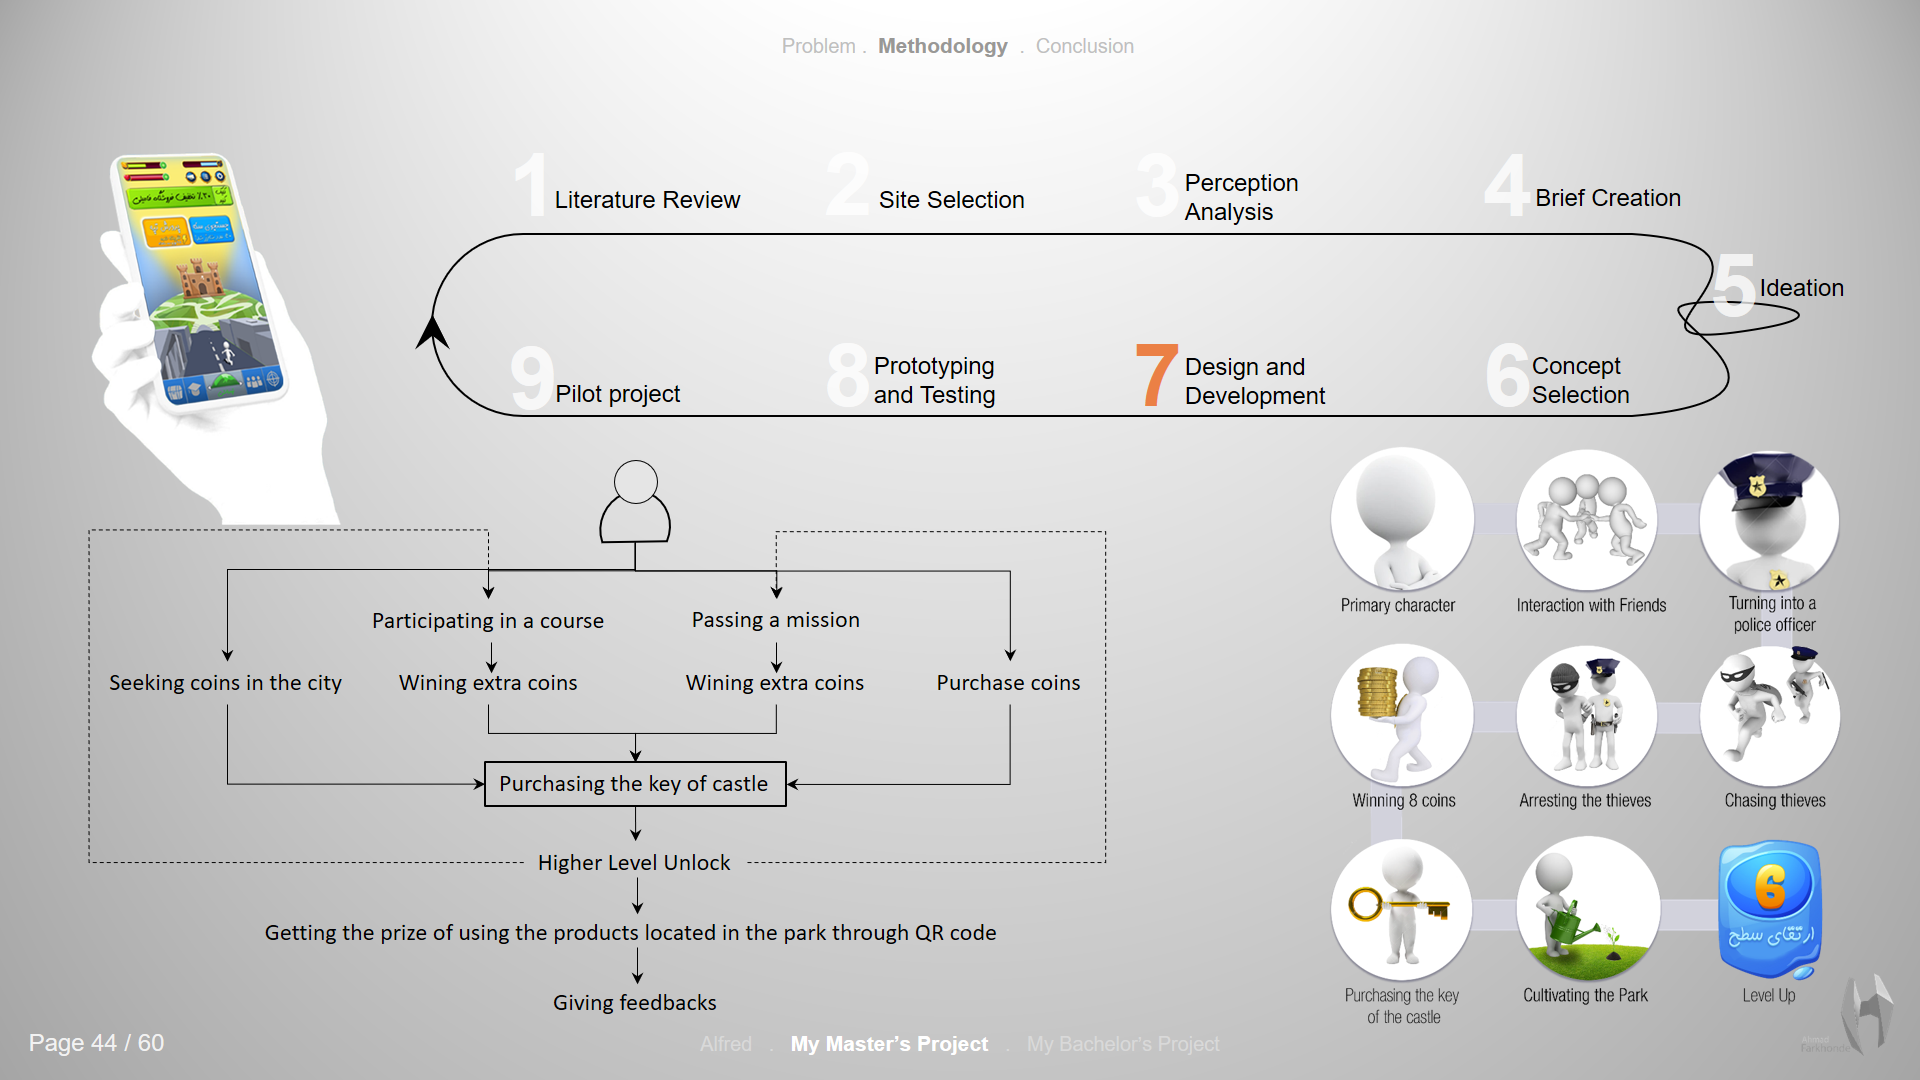 Problem . Methodology . Conclusion
1 Literature Review
2 Site Selection
3 Perception
Analysis
4 Brief Creation
5 Ideation
6 Concept
Selection
7 Design and
Development
8 Prototyping
and Testing
9 Pilot project
Participating in a course
Passing a mission
Seeking coins in the city
Wining extra coins
Wining extra coins
Purchase coins
Purchasing the key of castle
Higher Level Unlock
Getting the prize of using the products located in the park through QR code
Giving feedbacks
Primary character
Interaction with Friends
Turning into a
police officer
Winning 8 coins
Arresting the thieves
Chasing thieves
Purchasing the key
of the castle
Cultivating the Park
6
ارتقای سطح
Level Up
Page 44 / 60
Alfred . My Master's Project . My Bachelor's Project